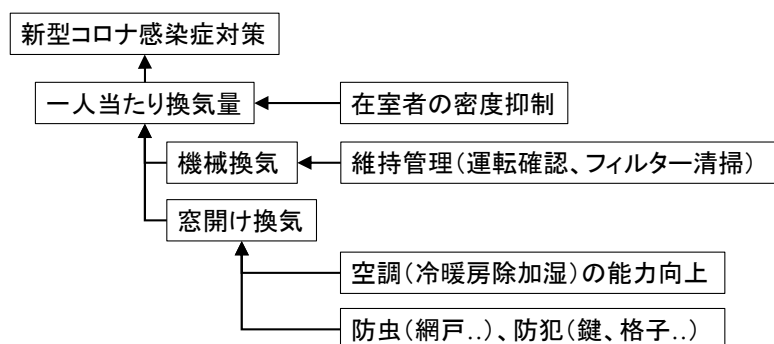 新型コロナ感染症対策
一人当たり換気量
在室者の密度抑制
機械換気
維持管理(運転確認、フィルター清掃)
窓開け換気
空調(冷暖房除加湿)の能力向上
防虫(網戸..)、防犯(鍵、格子..)